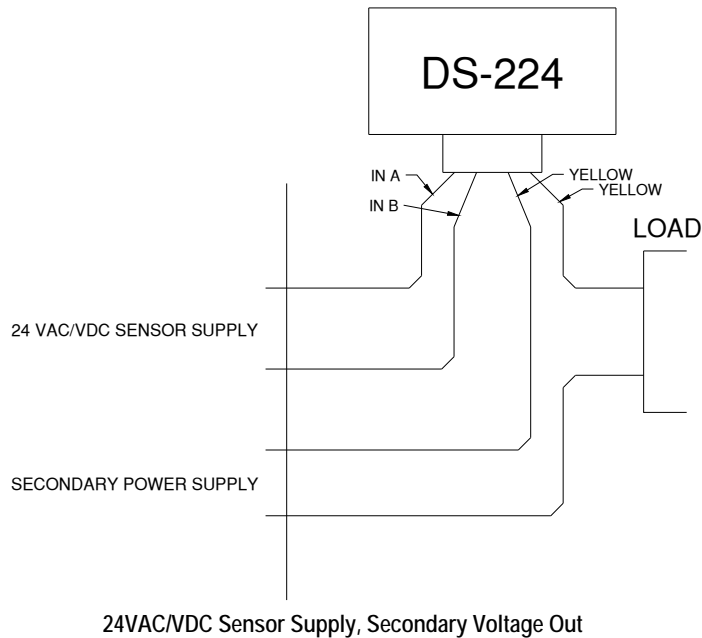 DS-224
IN A
YELLOW
YELLOW
IN B
LOAD
24 VAC/VDC SENSOR SUPPLY
SECONDARY POWER SUPPLY
24VAC/VDC Sensor Supply, Secondary Voltage Out